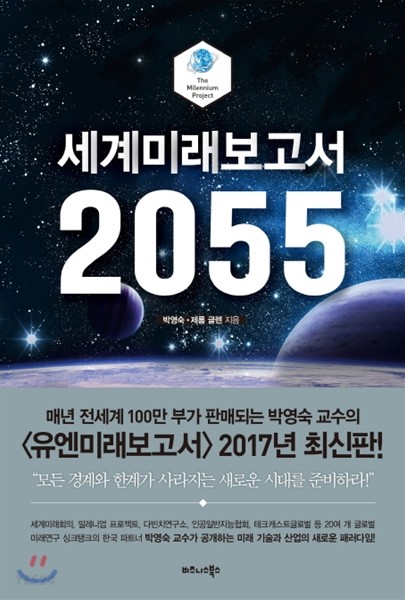 The
Millennium
Project
세계미래보고서
2055
박영숙 • 제롬 글렌 지음
매년 전세계 100만 부가 판매되는 박영숙 교수의
〈유엔미래보고서〉 2017년 최신판!
“모든 경계와 한계가 사라지는 새로운 시대를 준비하라!”
세계미래회의, 밀레니엄 프로젝트, 다빈치연구소, 인공일반지능협회, 테크캐스트글로벌 등 20여 개 글로벌
미래연구 싱크탱크의 한국 파트너 박영숙 교수가 공개하는 미래 기술과 산업의 새로운 패러다임!
비즈니스북스